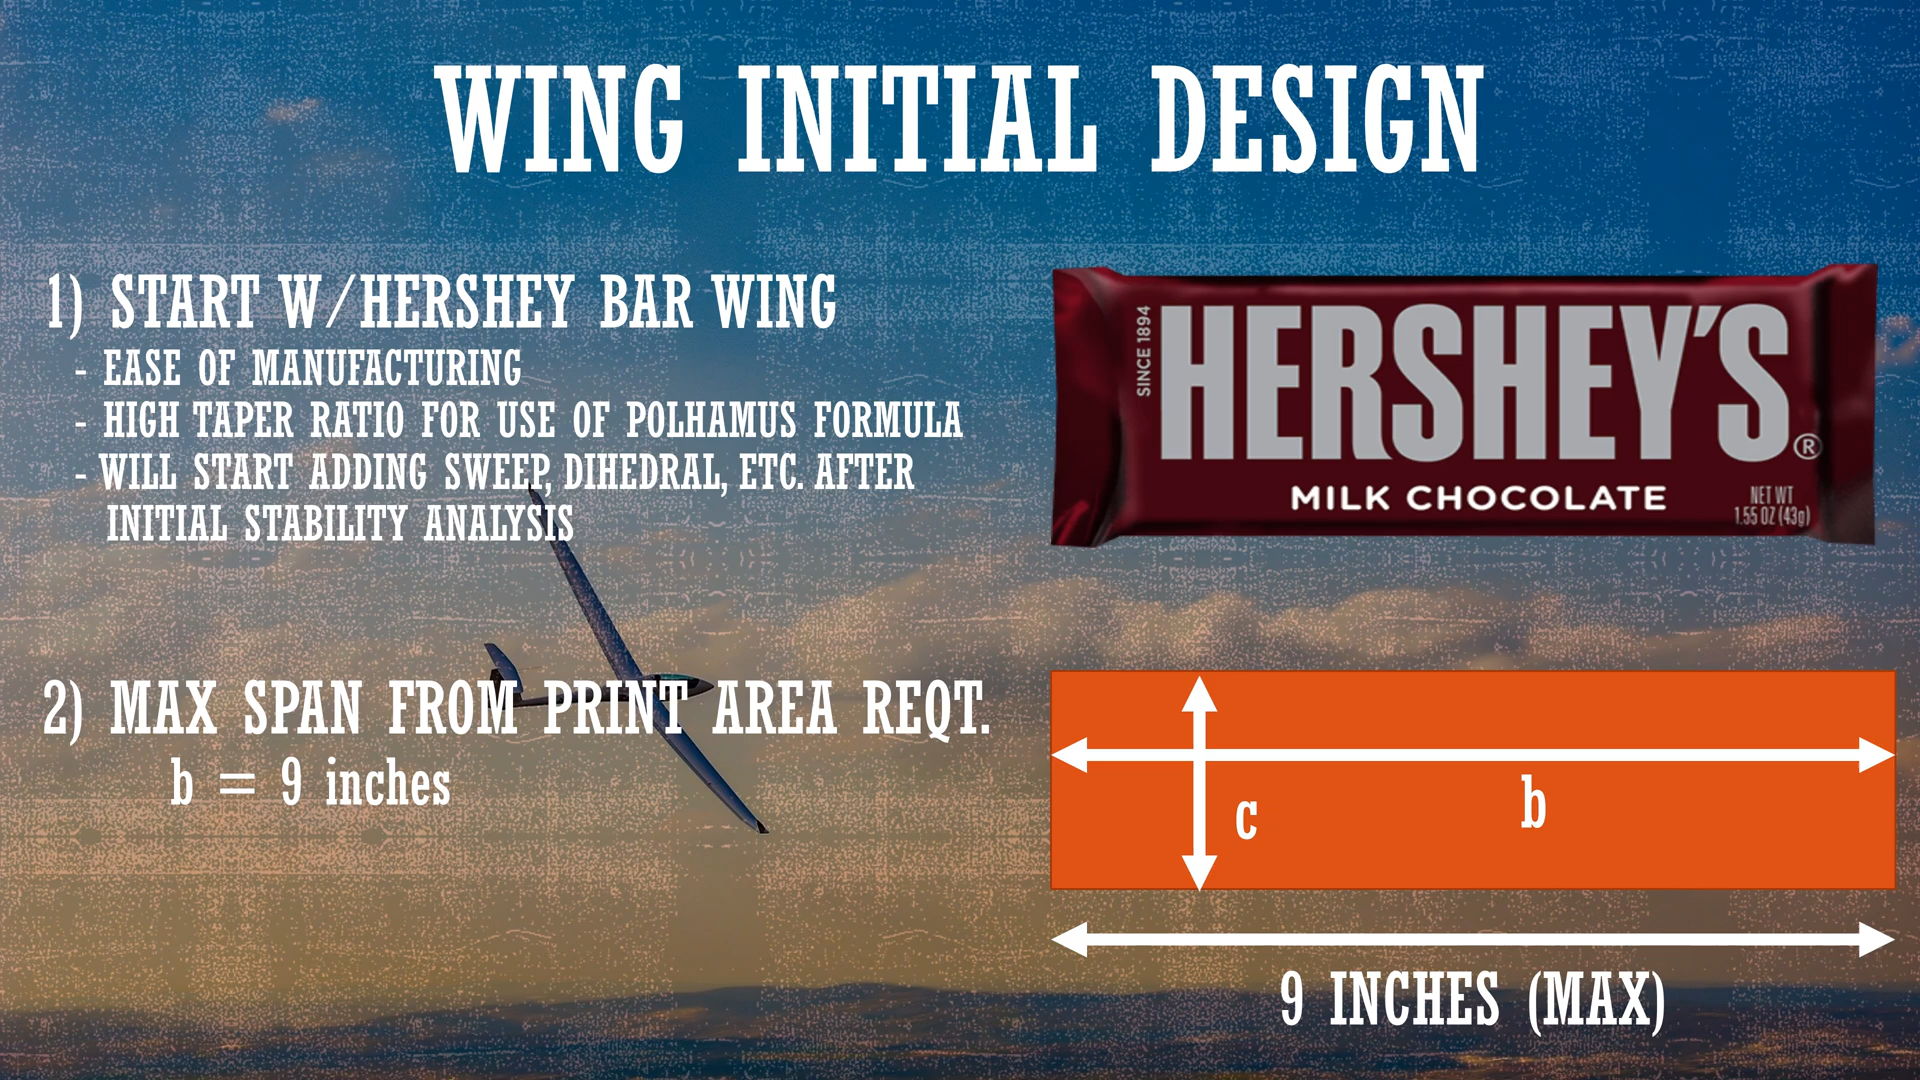 WING INITIAL DESIGN
1) START W/HERSHEY BAR WING
- EASE OF MANUFACTURING
- HIGH TAPER RATIO FOR USE OF POLHAMUS FORMULA
- WILL START ADDING SWEEP, DIHEDRAL, ETC. AFTER
INITIAL STABILITY ANALYSIS
SINCE 1894
HERSHEY'S®
MILK CHOCOLATE
NET WT
1.55 OZ (43g)
2) MAX SPAN FROM PRINT AREA REQT.
b = 9 inches
c
b
9 INCHES (MAX)